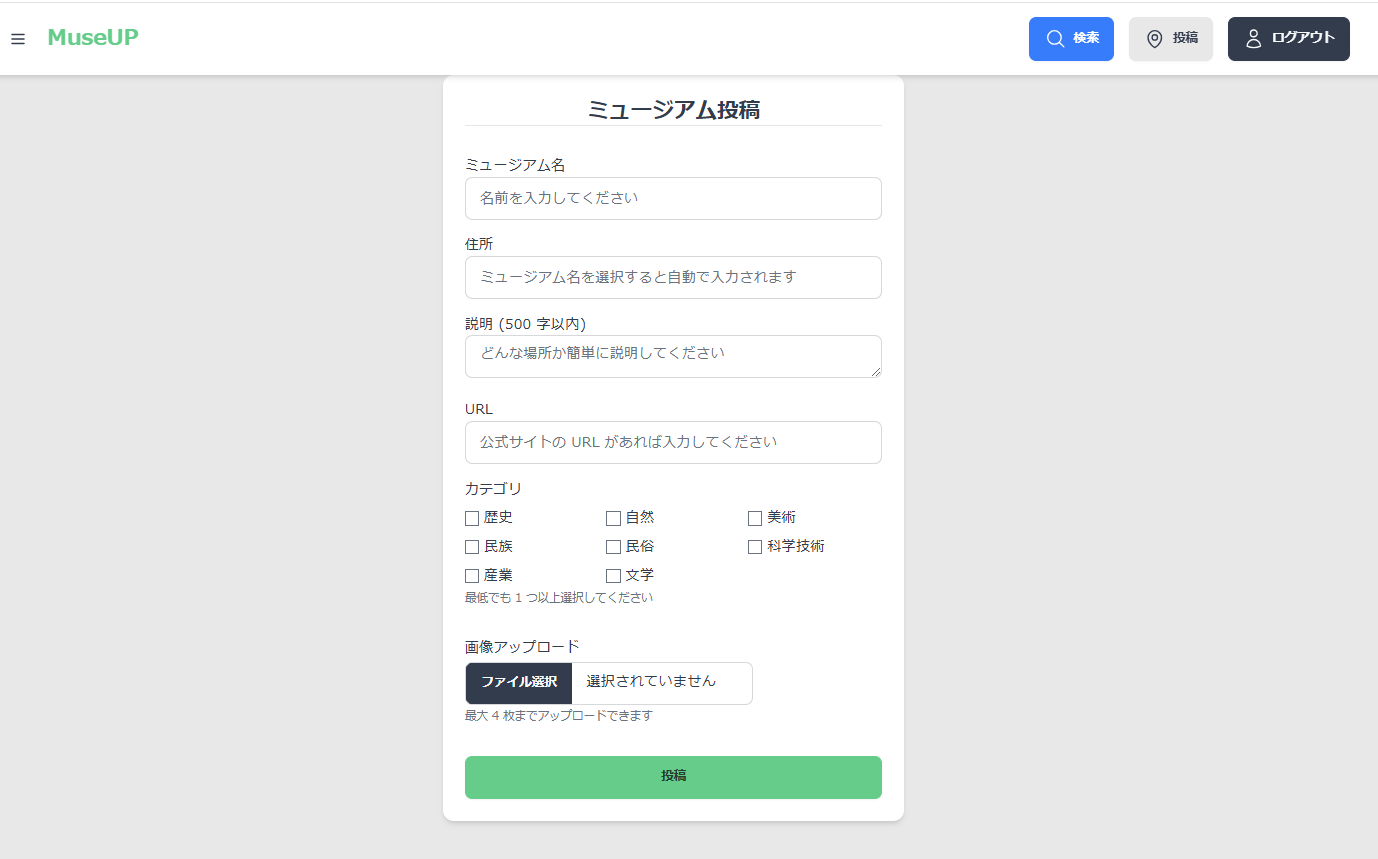 MuseUP
検索
投稿
ログアウト
ミュージアム投稿
ミュージアム名
名前を入力してください
住所
ミュージアム名を選択すると自動で入力されます
説明 (500 字以内)
どんな場所か簡単に説明してください
URL
公式サイトの URL があれば入力してください
カテゴリ
歴史 自然 美術
民族 民俗 科学技術
産業 文学
最低でも 1 つ以上選択してください
画像アップロード
ファイル選択 選択されていません
最大 4 枚までアップロードできます
投稿